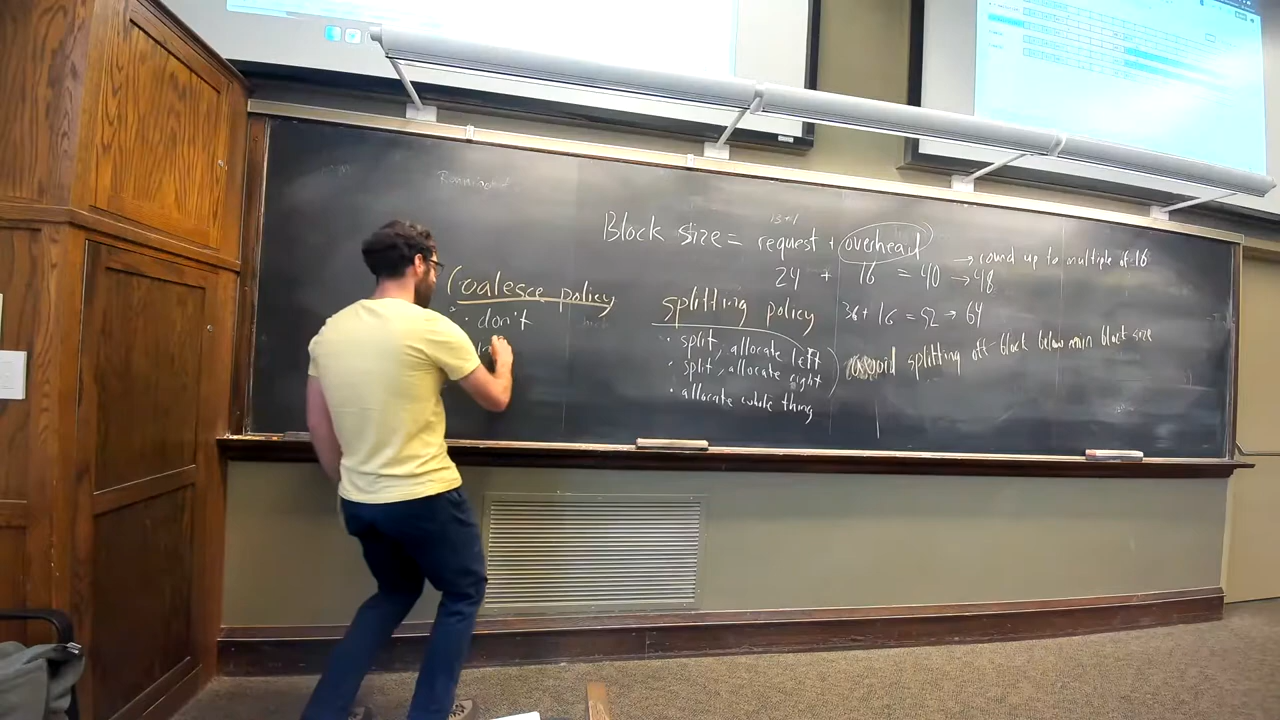 Block size = request + overhead
→ round up to multiple of 16
24 + 16 = 40 → 48
36 + 16 = 52 → 64
Coalesce policy
· don't
splitting policy
· split, allocate left
· split, allocate right
· allocate whole thing
avoid splitting off block below min block size